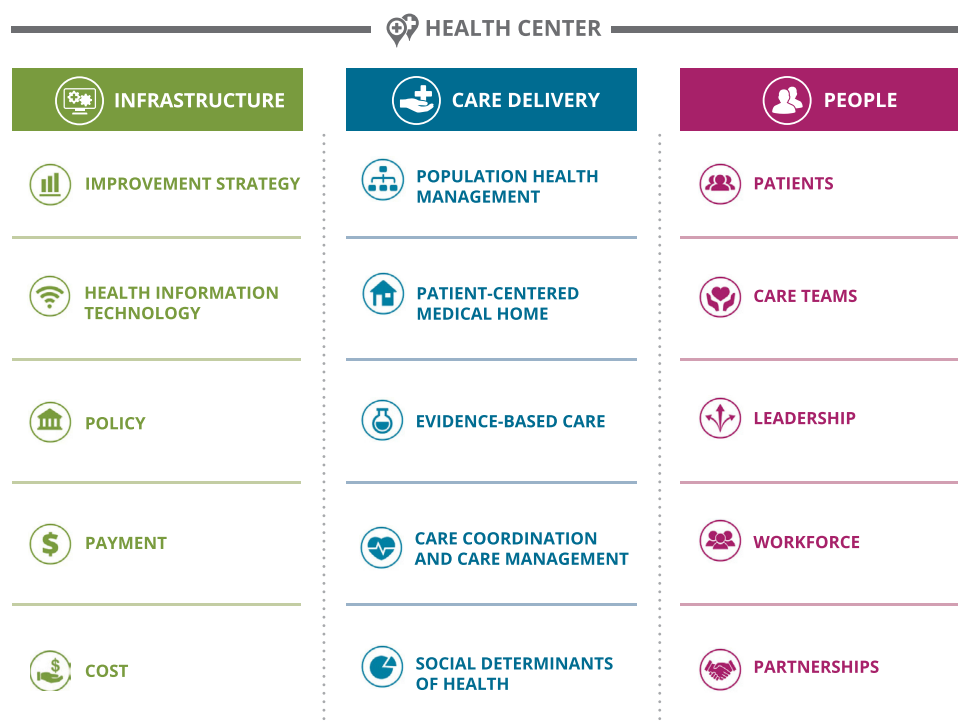 HEALTH CENTER
INFRASTRUCTURE
IMPROVEMENT STRATEGY
HEALTH INFORMATION
TECHNOLOGY
POLICY
PAYMENT
COST
CARE DELIVERY
POPULATION HEALTH
MANAGEMENT
PATIENT-CENTERED
MEDICAL HOME
EVIDENCE-BASED CARE
CARE COORDINATION
AND CARE MANAGEMENT
SOCIAL DETERMINANTS
OF HEALTH
PEOPLE
PATIENTS
CARE TEAMS
LEADERSHIP
WORKFORCE
PARTNERSHIPS